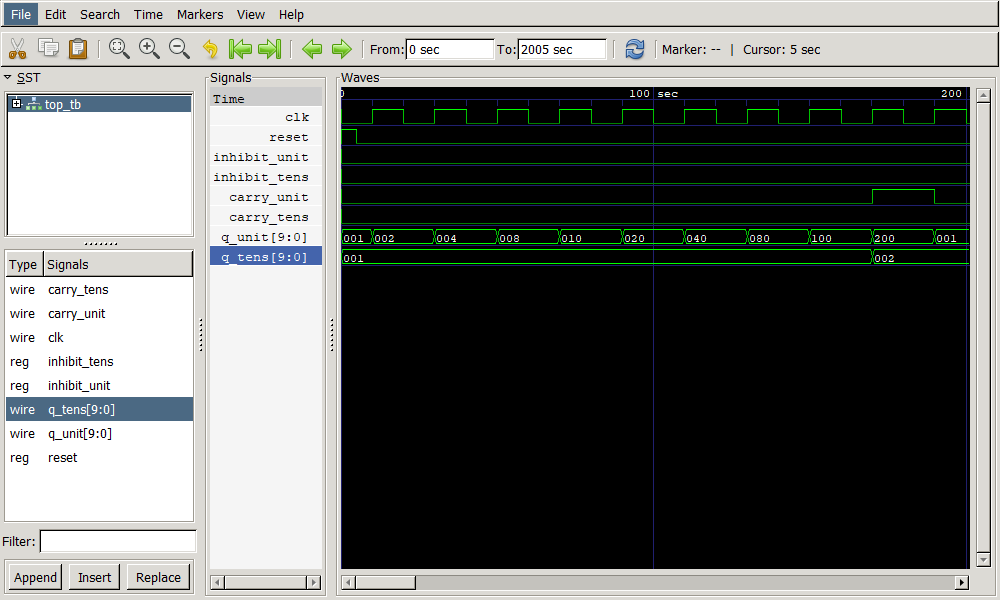 File Edit Search Time Markers View Help
From: 0 sec To: 2005 sec Marker: -- | Cursor: 5 sec
SST
top_tb
Type Signals
wire carry_tens
wire carry_unit
wire clk
reg inhibit_tens
reg inhibit_unit
wire q_tens[9:0]
wire q_unit[9:0]
reg reset
Filter:
Append Insert Replace
Signals
Time
clk
reset
inhibit_unit
inhibit_tens
carry_unit
carry_tens
q_unit[9:0]
q_tens[9:0]
Waves
0 100 sec 200
001 002 004 008 010 020 040 080 100 200 001
001 002